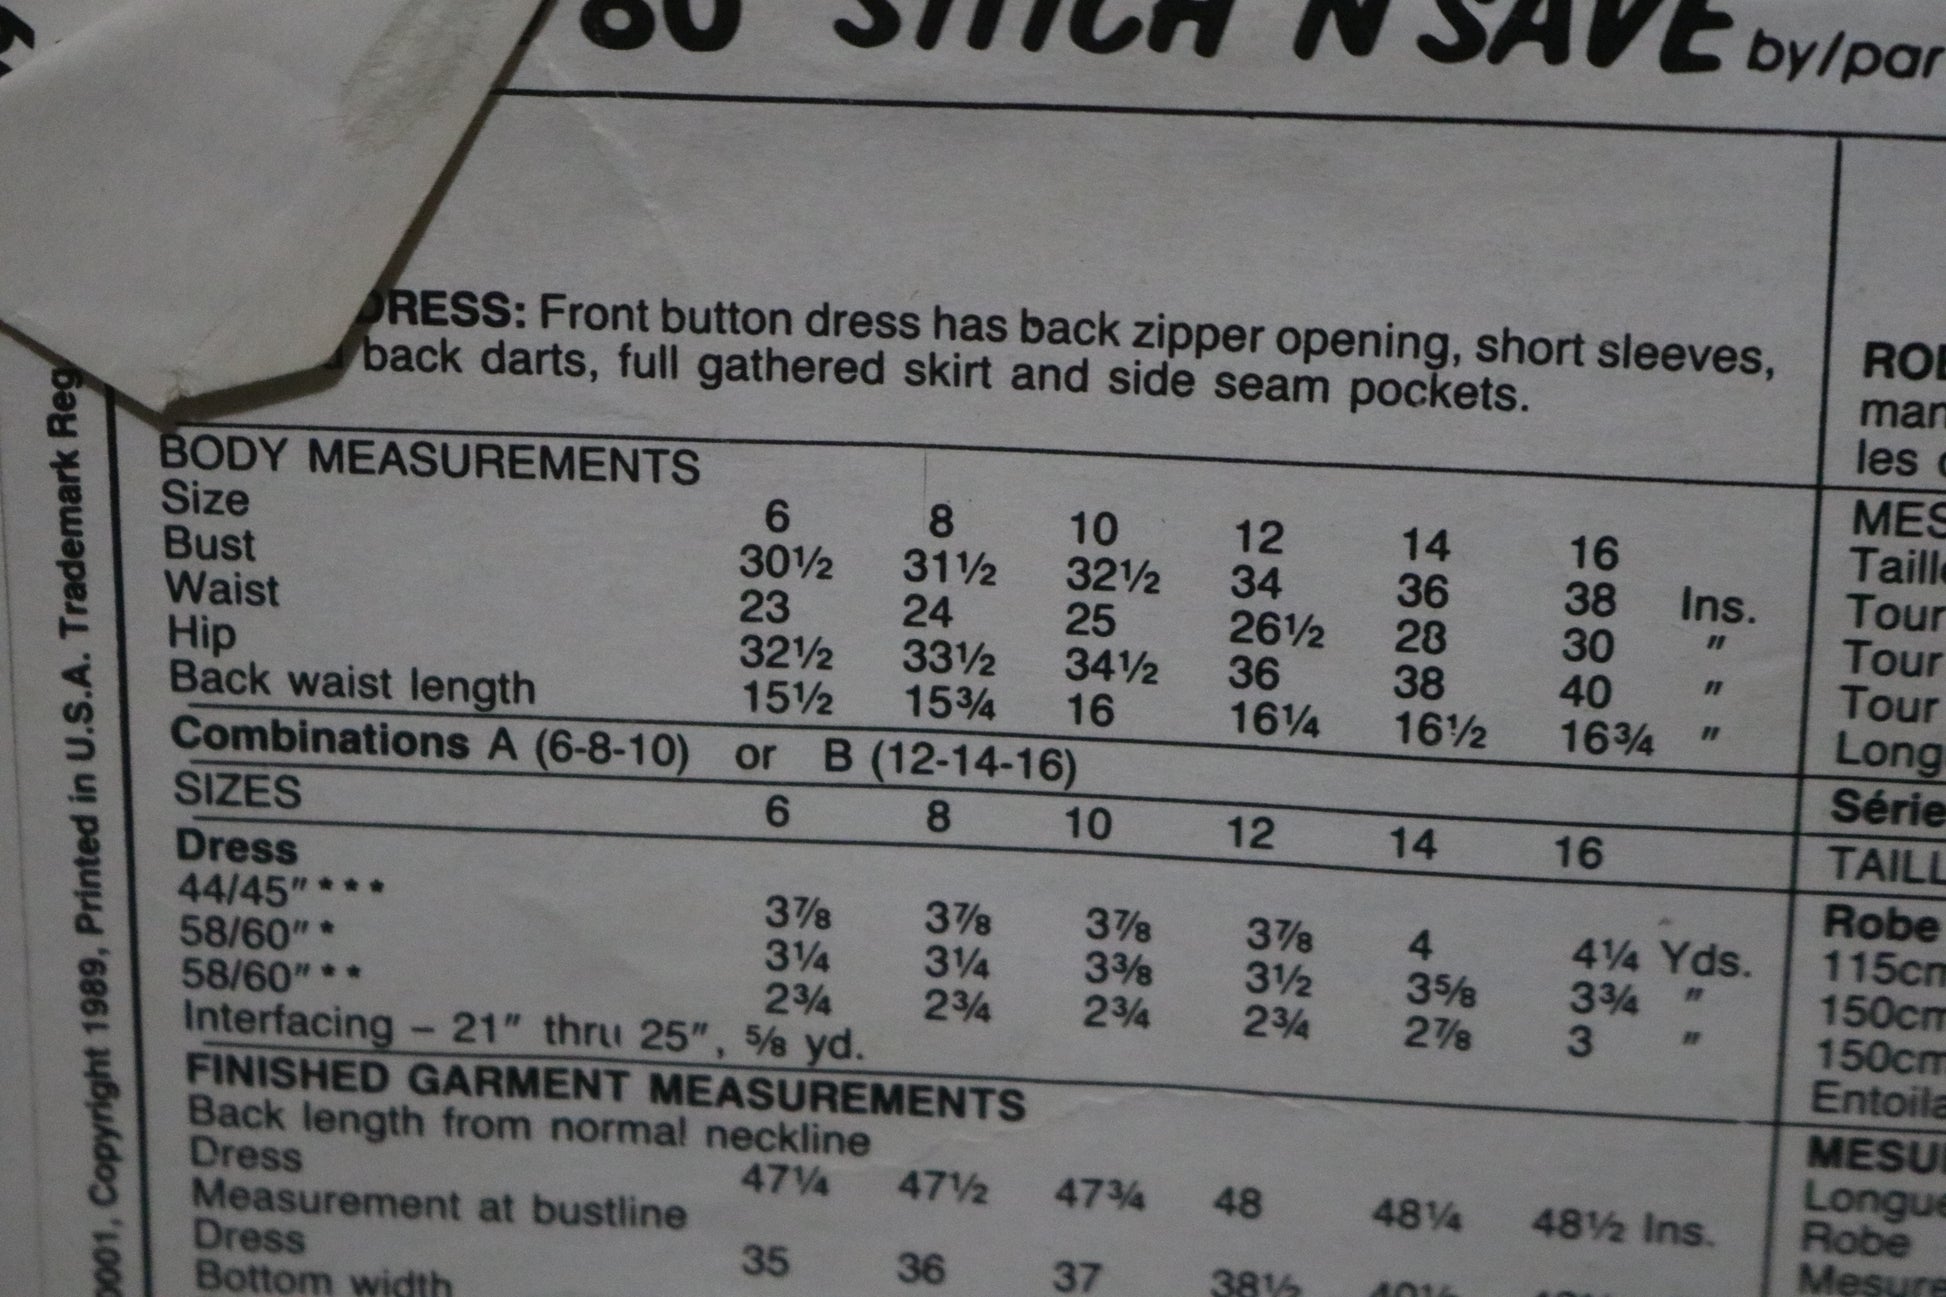 80 STITCH 'N SAVE by/par
DRESS: Front button dress has back zipper opening, short sleeves,
back darts, full gathered skirt and side seam pockets.
BODY MEASUREMENTS
Size 6 8 10 12 14 16
Bust 30½ 31½ 32½ 34 36 38 Ins.
Waist 23 24 25 26½ 28 30 "
Hip 32½ 33½ 34½ 36 38 40 "
Back waist length 15½ 15¾ 16 16¼ 16½ 16¾ "
Combinations A (6-8-10) or B (12-14-16)
SIZES 6 8 10 12 14 16
Dress
44/45"*** 3⅞ 3⅞ 3⅞ 3⅞ 4 4¼ Yds.
58/60"* 3¼ 3¼ 3⅜ 3½ 3⅝ 3¾ "
58/60"** 2¾ 2¾ 2¾ 2¾ 2⅞ 3 "
Interfacing – 21" thru 25", ⅝ yd.
FINISHED GARMENT MEASUREMENTS
Back length from normal neckline
Dress 47¼ 47½ 47¾ 48 48¼ 48½ Ins.
Measurement at bustline
Dress 35 36 37 38½
Bottom width
ROB
man
les
MES
Taille
Tour
Tour
Tour
Long
Série
TAILL
Robe
115cm
150cm
150cm
Entoila
MESU
Longue
Robe
Mesure
0001, Copyright 1989, Printed in U.S.A. Trademark Reg